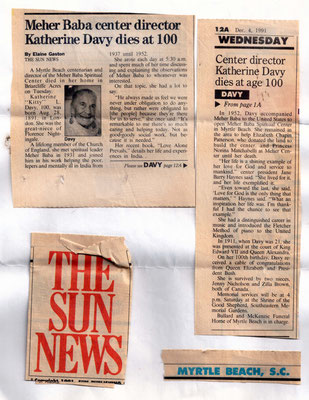 Meher Baba center director
Katherine Davy dies at 100
By Elaine Gaston
THE SUN NEWS
A Myrtle Beach centenarian and
director of the Meher Baba Spiritual
Center died in her home in
Briarcliffe Acres
on Tuesday.
Katherine
"Kitty"
Davy, 100, was
born Aug. 23,
1891 in Lon-
don. She was the
great-niece of
Florence Night-
ingale.
Davy
A lifelong member of the Church
of England, she met spiritual leader
Meher Baba in 1931 and joined
him in his work helping the poor,
lepers and mentally ill in India from
1937 until 1952.
She arose each day at 5:30 a.m.
and spent much of her time dissect-
ing and explaining the observations
of Meher Baba to whomever was
interested.
On that topic, she had a lot to
say:
"He always made us feel we were
never under obligation to do any-
thing, but rather were obligated to
the people because they're there
for us to serve," she once said. "It's
remarkable to me there's so much
giving and helping today. Not as
good-goody social work, but be-
cause it is needed."
Her recent book, "Love Alone
Prevails," details her life and experi-
ences in India.
Please see DAVY page 12A
12A Dec. 4, 1991
WEDNESDAY
Center director
Katherine Davy
dies at age 100
DAVY
From page 1A
In 1952, Davy accompanied
Meher Baba to the United States to
open Meher Baba Spiritual Center
in Myrtle Beach. She remained in
the area to help Elizabeth Chapin
Patterson, who donated the land to
build the center, and Princess
Norina Matchabelli as Meher Cen-
ter until her death.
"Her life is a shining example of
her love for God and service to
mankind," center president Jane
Barry Haynes said. "She lived for it
and her life exemplified it.
"Even toward the last, she said,
'Love for God is the only thing that
matters,'" Haynes said. "What an
inspiration her life was. I'm thank-
ful I had the chance to see that
example."
She had a distinguished career in
music and introduced the Fletcher
Method of piano to the United
Kingdom.
In 1911, when Davy was 21, she
was presented at the court of King
Edward VII and Queen Alexandra.
On her 100th birthday, Davy re-
ceived a cable of congratulations
from Queen Elizabeth and Presi-
dent Bush.
She is survived by two nieces,
Jenny Nicholson and Zilla Brown,
both of Canada.
Memorial service will be at 4
p.m. Saturday at the Shrine of the
Good Shepherd, Southeastern Me-
morial Gardens.
Ballard and McKenzie Funeral
Home of Myrtle Beach is in charge.
THE
SUN
NEWS
MYRTLE BEACH, S.C.